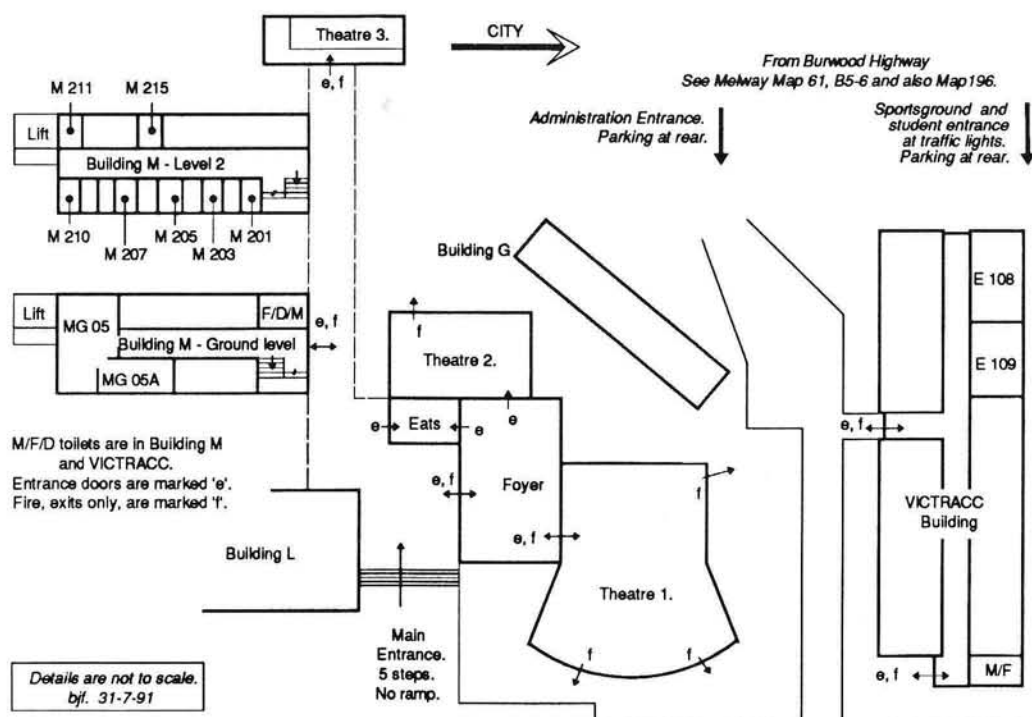 Theatre 3.
e, f
CITY
From Burwood Highway
See Melway Map 61, B5-6 and also Map196.
Administration Entrance.
Parking at rear.
Sportsground and
student entrance
at traffic lights.
Parking at rear.
M 211
M 215
Lift
Building M - Level 2
M 210
M 207
M 205
M 203
M 201
Building G
Lift
MG 05
F/D/M
e, f
Building M - Ground level
MG 05A
f
Theatre 2.
e
Eats
e
e
E 108
E 109
e, f
M/F/D toilets are in Building M
and VICTRACC.
Entrance doors are marked 'e'.
Fire, exits only, are marked 'f'.
e, f
Foyer
f
e, f
VICTRACC
Building
Building L
Theatre 1.
Main
Entrance.
5 steps.
No ramp.
f
f
e, f
M/F
Details are not to scale.
bjf. 31-7-91